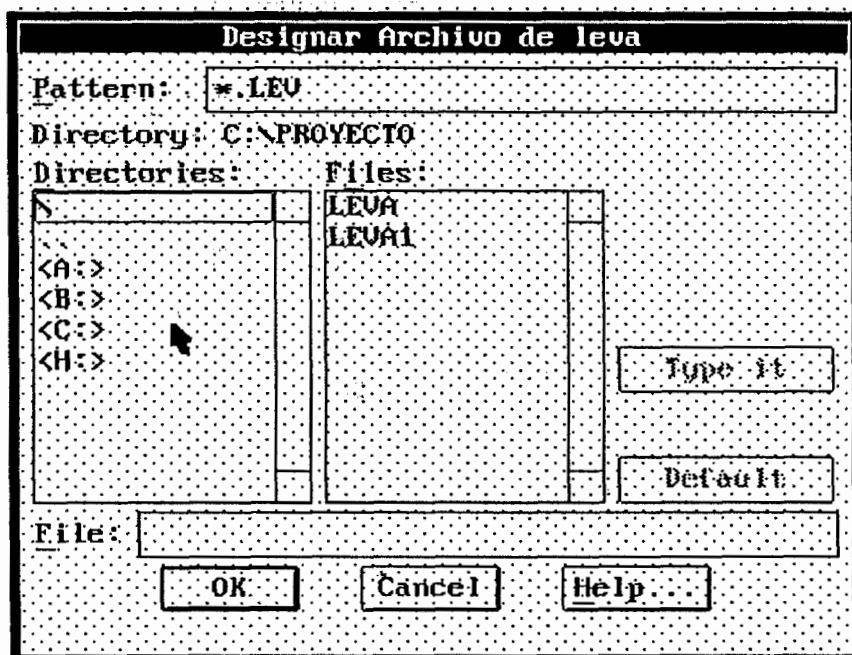 Designar Archivo de leva
Pattern: *.LEV
Directory: C:\PROYECTO
Directories: Files:
\ LEVA
.. LEVA1
<A:>
<B:>
<C:>
<H:>
Type it
Default
File:
OK Cancel Help...